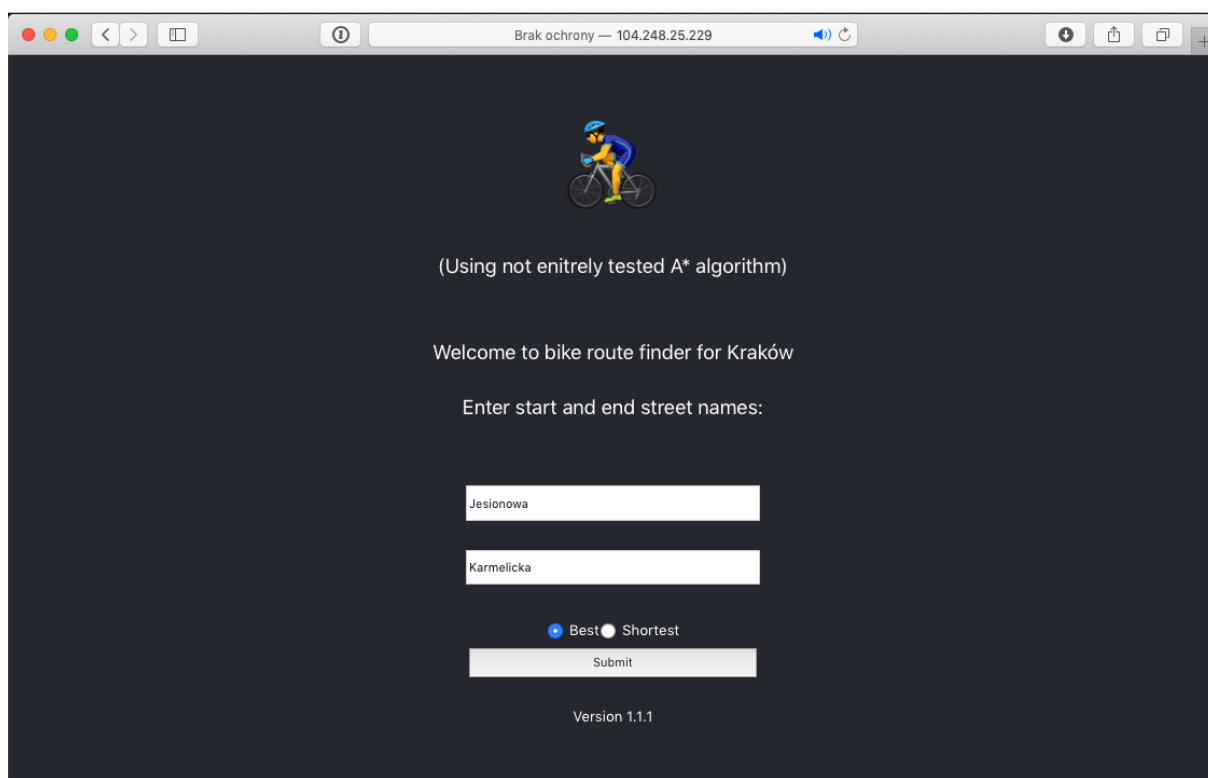 Brak ochrony — 104.248.25.229
(Using not enitrely tested A* algorithm)
Welcome to bike route finder for Kraków
Enter start and end street names:
Jesionowa
Karmelicka
Best Shortest
Submit
Version 1.1.1